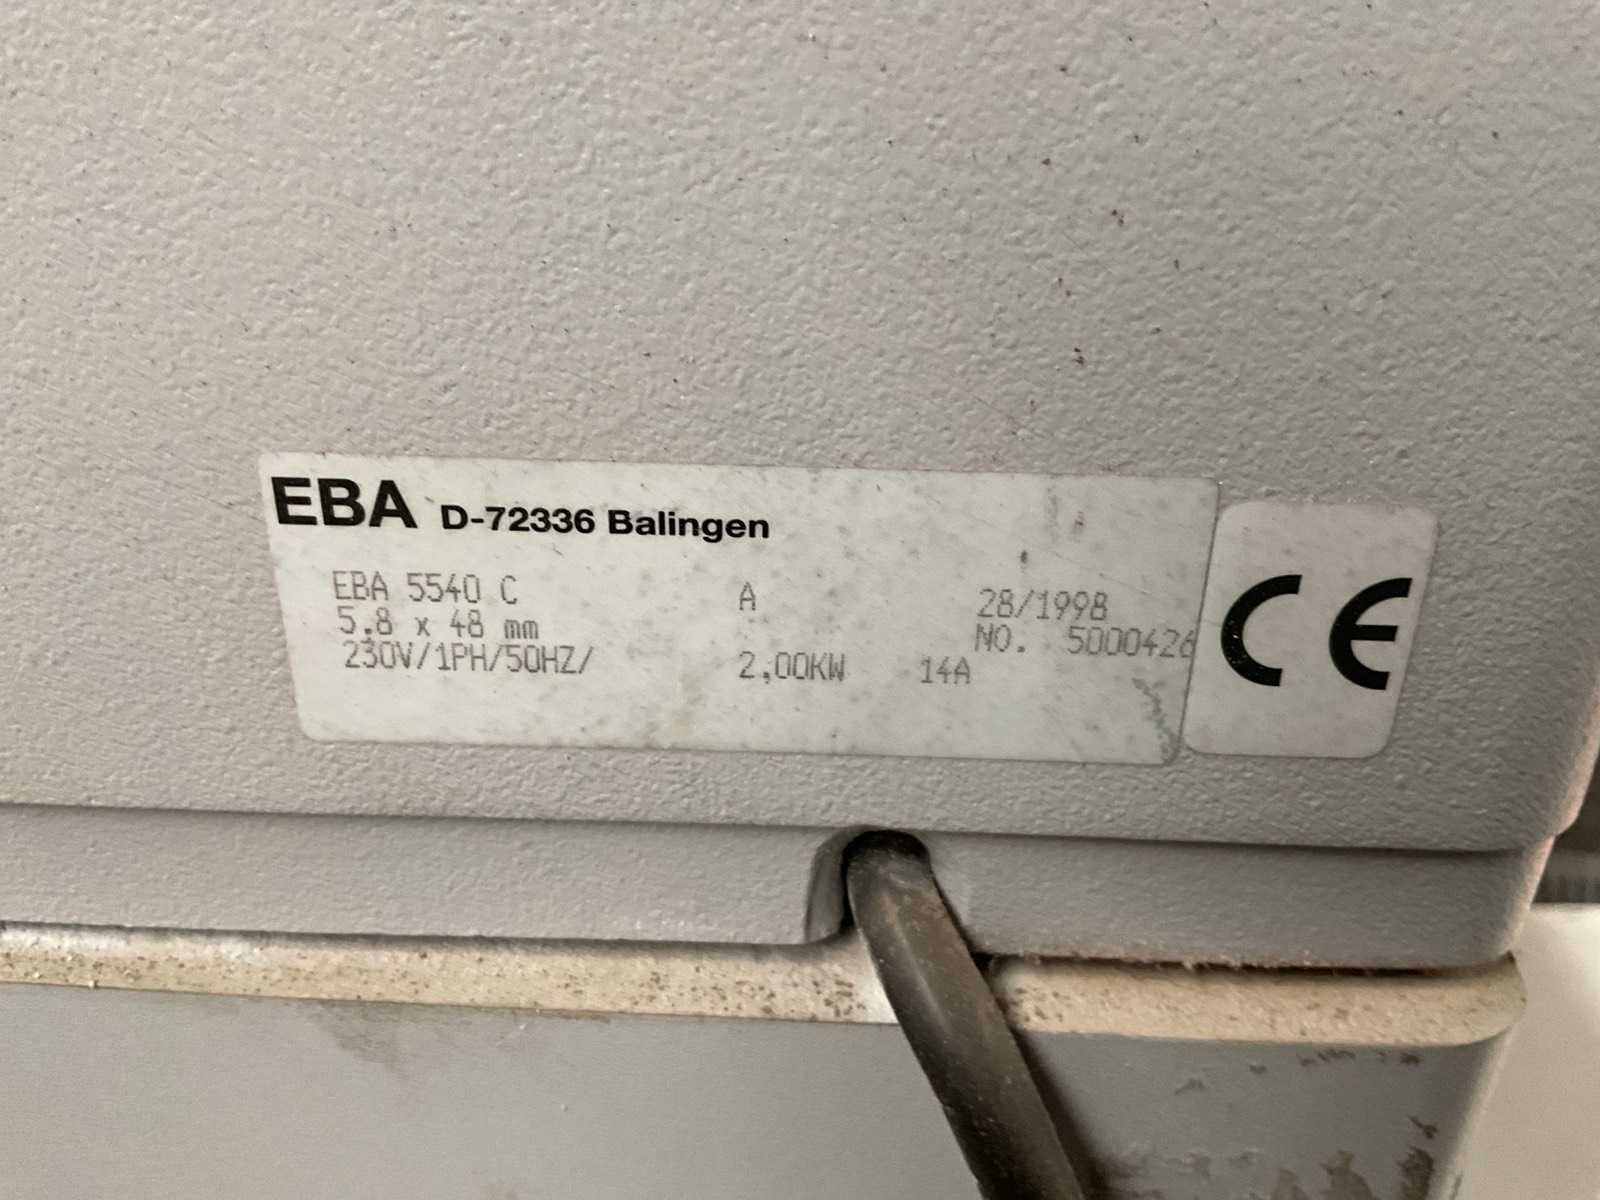 EBA D-72336 Balingen
EBA 5540 C A 28/1998
5.8 x 48 mm NO. 5000426
230V/1PH/50HZ/ 2,00KW 14A
CE